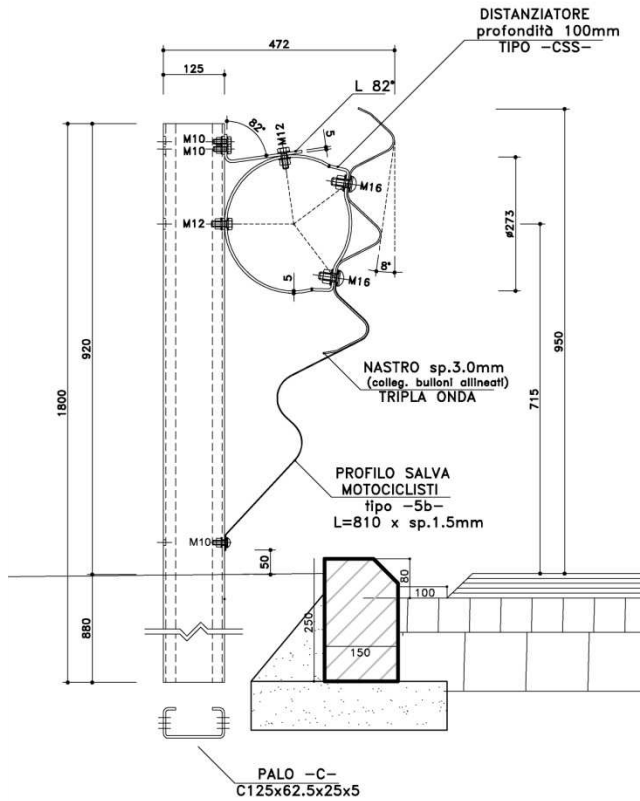 DISTANZIATORE
profondità 100mm
TIPO -CSS-
472
125
L 82°
82°
M12
5
M10
M10
M16
M12
ø273
8°
5
M16
950
920
1800
715
NASTRO sp.3.0mm
(colleg. bulloni allineati)
TRIPLA ONDA
PROFILO SALVA
MOTOCICLISTI
tipo -5b-
L=810 x sp.1.5mm
M10
50
80
100
250
880
150
PALO -C-
C125x62.5x25x5